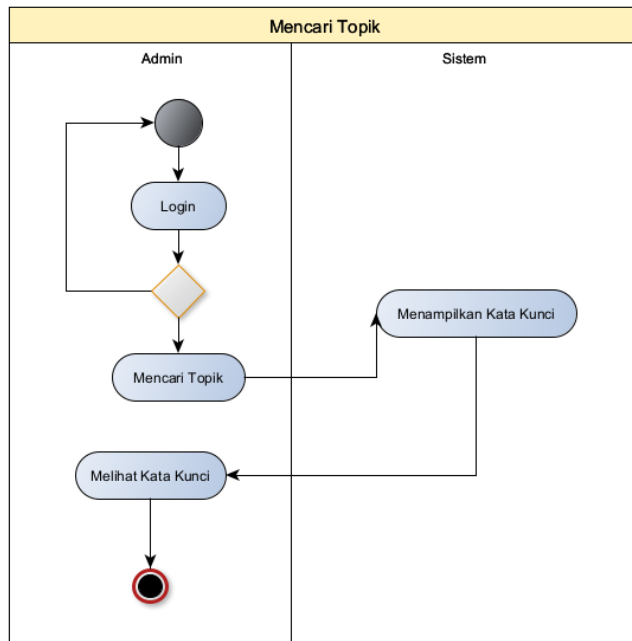 Mencari Topik
Admin
Sistem
Login
Menampilkan Kata Kunci
Mencari Topik
Melihat Kata Kunci